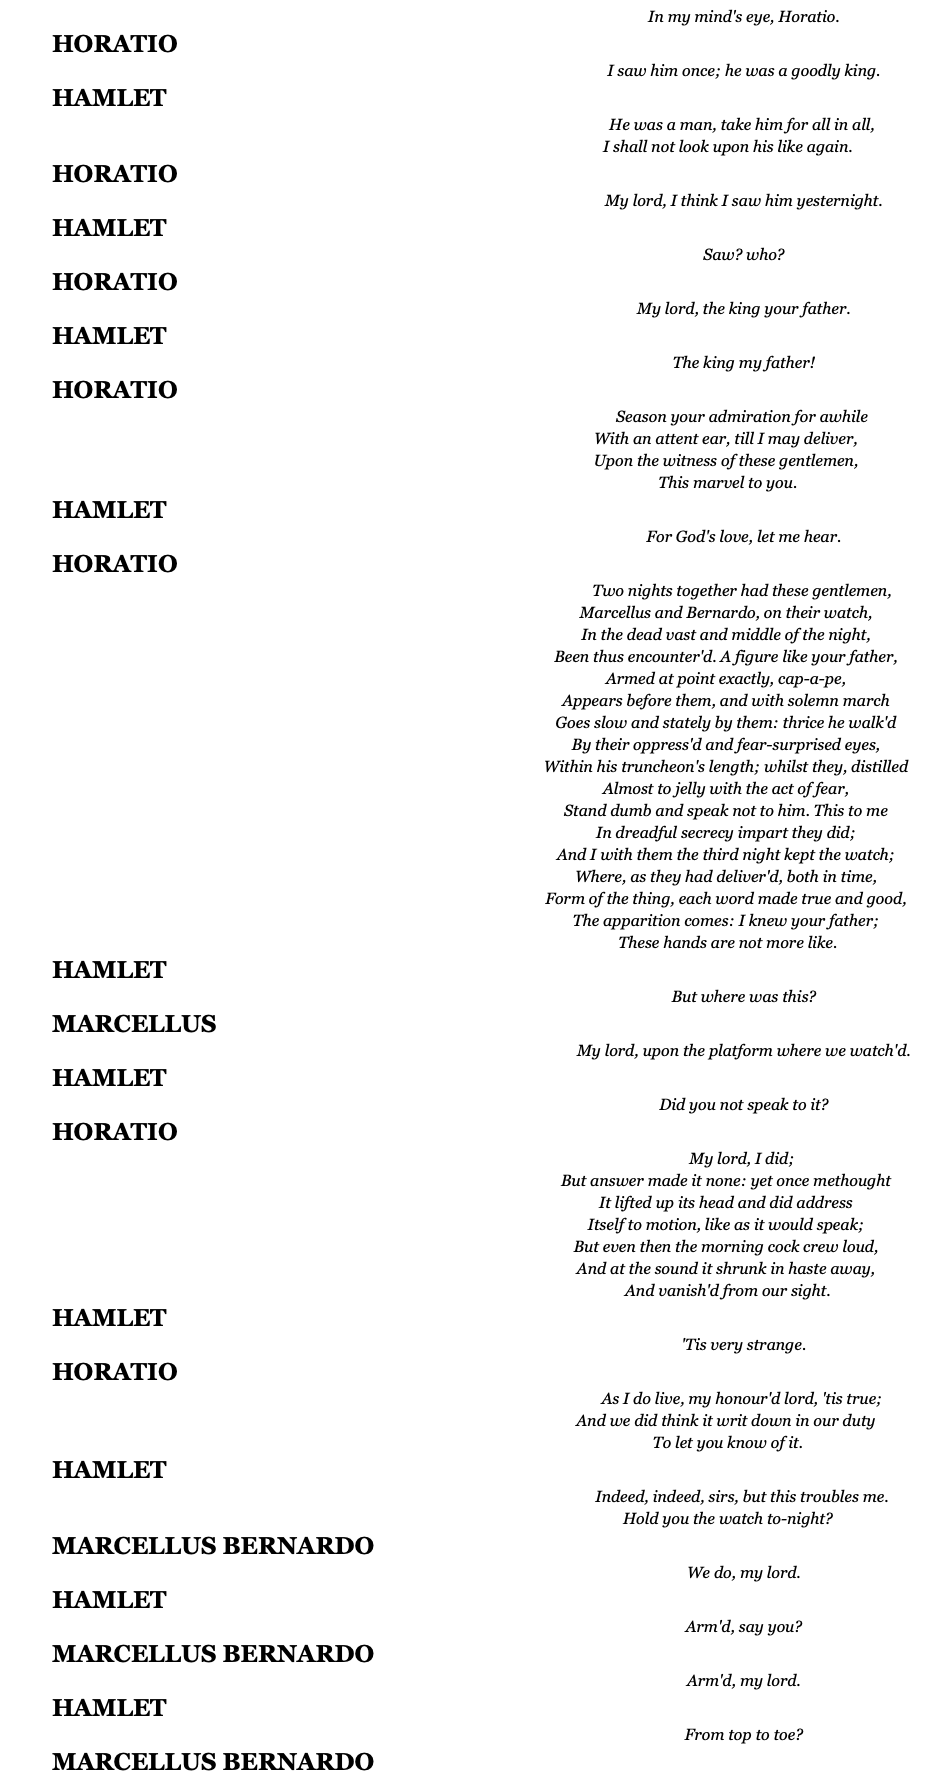 In my mind's eye, Horatio.
HORATIO
I saw him once; he was a goodly king.
HAMLET
He was a man, take him for all in all,
I shall not look upon his like again.
HORATIO
My lord, I think I saw him yesternight.
HAMLET
Saw? who?
HORATIO
My lord, the king your father.
HAMLET
The king my father!
HORATIO
Season your admiration for awhile
With an attent ear, till I may deliver,
Upon the witness of these gentlemen,
This marvel to you.
HAMLET
For God's love, let me hear.
HORATIO
Two nights together had these gentlemen,
Marcellus and Bernardo, on their watch,
In the dead vast and middle of the night,
Been thus encounter'd. A figure like your father,
Armed at point exactly, cap-a-pe,
Appears before them, and with solemn march
Goes slow and stately by them: thrice he walk'd
By their oppress'd and fear-surprised eyes,
Within his truncheon's length; whilst they, distilled
Almost to jelly with the act of fear,
Stand dumb and speak not to him. This to me
In dreadful secrecy impart they did;
And I with them the third night kept the watch;
Where, as they had deliver'd, both in time,
Form of the thing, each word made true and good,
The apparition comes: I knew your father;
These hands are not more like.
HAMLET
But where was this?
MARCELLUS
My lord, upon the platform where we watch'd.
HAMLET
Did you not speak to it?
HORATIO
My lord, I did;
But answer made it none: yet once methought
It lifted up its head and did address
Itself to motion, like as it would speak;
But even then the morning cock crew loud,
And at the sound it shrunk in haste away,
And vanish'd from our sight.
HAMLET
'Tis very strange.
HORATIO
As I do live, my honour'd lord, 'tis true;
And we did think it writ down in our duty
To let you know of it.
HAMLET
Indeed, indeed, sirs, but this troubles me.
Hold you the watch to-night?
MARCELLUS BERNARDO
We do, my lord.
HAMLET
Arm'd, say you?
MARCELLUS BERNARDO
Arm'd, my lord.
HAMLET
From top to toe?
MARCELLUS BERNARDO